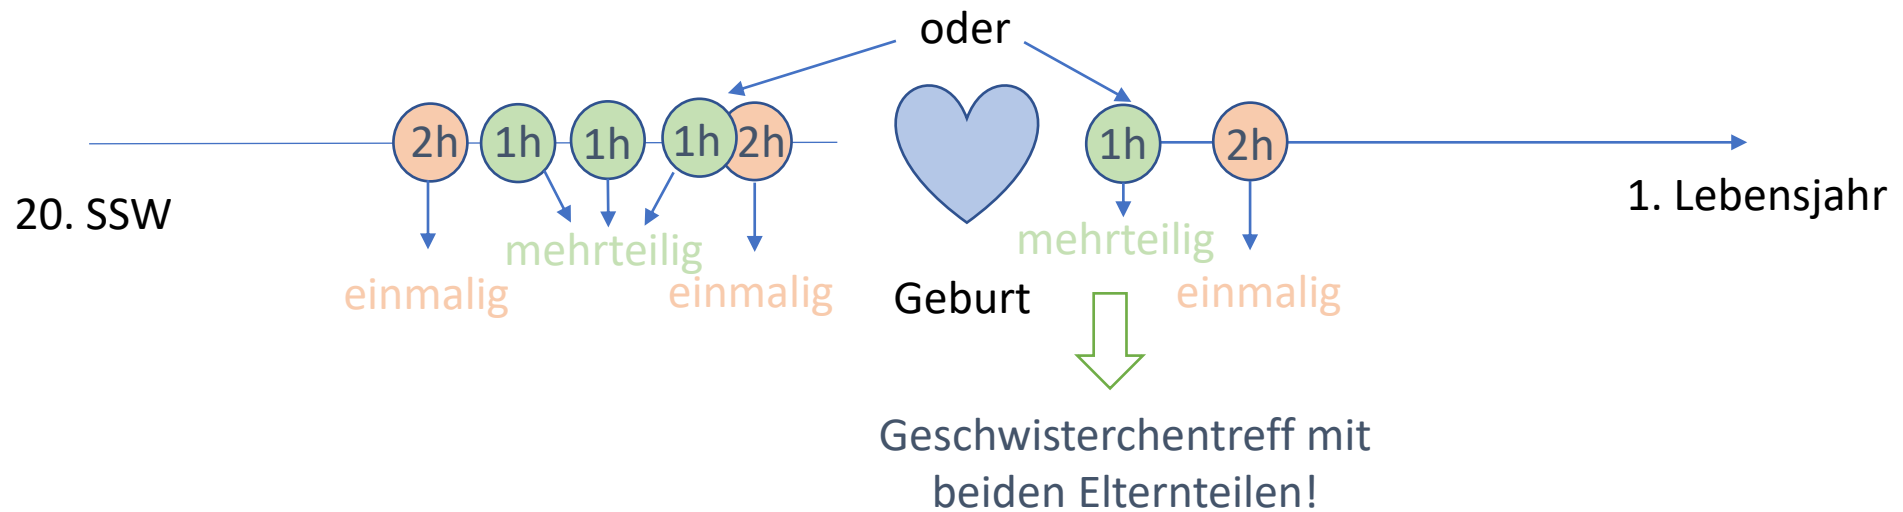 oder
2h 1h 1h 1h 2h 1h 2h
20. SSW
1. Lebensjahr
mehrteilig
mehrteilig
einmalig
einmalig
Geburt
einmalig
Geschwisterchentreff mit
beiden Elternteilen!